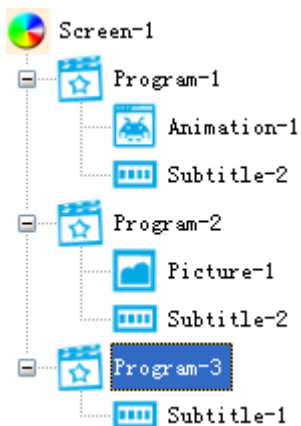 Screen-1
Program-1
Animation-1
Subtitle-2
Program-2
Picture-1
Subtitle-2
Program-3
Subtitle-1